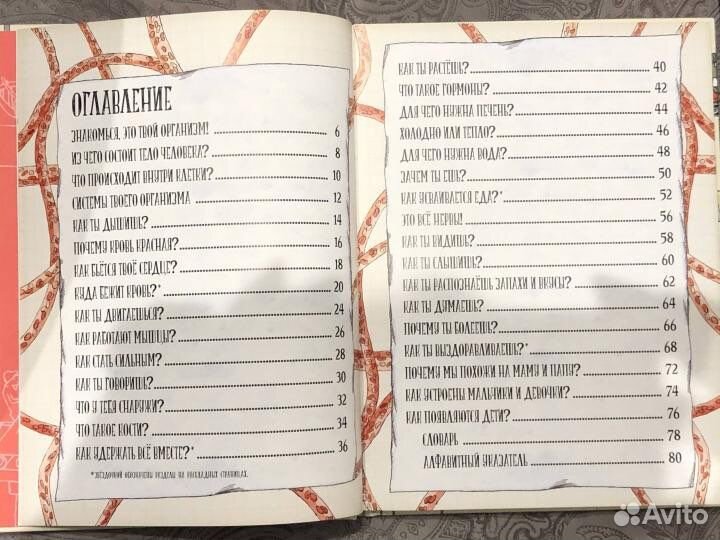 ОГЛАВЛЕНИЕ
ЗНАКОМЬСЯ, ЭТО ТВОЙ ОРГАНИЗМ! 6
ИЗ ЧЕГО СОСТОИТ ТЕЛО ЧЕЛОВЕКА? 8
ЧТО ПРОИСХОДИТ ВНУТРИ КЛЕТКИ? 10
СИСТЕМЫ ТВОЕГО ОРГАНИЗМА 12
КАК ТЫ ДЫШИШЬ? 14
ПОЧЕМУ КРОВЬ КРАСНАЯ? 16
КАК БЬЁТСЯ ТВОЁ СЕРДЦЕ? 18
КУДА БЕЖИТ КРОВЬ?* 20
КАК ТЫ ДВИГАЕШЬСЯ? 24
КАК РАБОТАЮТ МЫШЦЫ? 26
КАК СТАТЬ СИЛЬНЫМ? 28
КАК ТЫ ГОВОРИШЬ? 30
ЧТО У ТЕБЯ СНАРУЖИ? 32
ЧТО ТАКОЕ КОСТИ? 34
КАК УДЕРЖАТЬ ВСЁ ВМЕСТЕ?* 36
*ЗВЁЗДОЧКОЙ ОБОЗНАЧЕНЫ РАЗДЕЛЫ НА РАСКЛАДНЫХ СТРАНИЦАХ.
КАК ТЫ РАСТЁШЬ? 40
ЧТО ТАКОЕ ГОРМОНЫ? 42
ДЛЯ ЧЕГО НУЖНА ПЕЧЕНЬ? 44
ХОЛОДНО ИЛИ ТЕПЛО? 46
ДЛЯ ЧЕГО НУЖНА ВОДА? 48
ЗАЧЕМ ТЫ ЕШЬ? 50
КАК УСВАИВАЕТСЯ ЕДА?* 52
ЭТО ВСЁ НЕРВЫ! 56
КАК ТЫ ВИДИШЬ? 58
КАК ТЫ СЛЫШИШЬ? 60
КАК ТЫ РАСПОЗНАЁШЬ ЗАПАХИ И ВКУСЫ? 62
КАК ТЫ ДУМАЕШЬ? 64
ПОЧЕМУ ТЫ БОЛЕЕШЬ? 66
КАК ТЫ ВЫЗДОРАВЛИВАЕШЬ?* 68
ПОЧЕМУ МЫ ПОХОЖИ НА МАМУ И ПАПУ? 72
КАК УСТРОЕНЫ МАЛЬЧИКИ И ДЕВОЧКИ? 74
КАК ПОЯВЛЯЮТСЯ ДЕТИ? 76
СЛОВАРЬ 78
АЛФАВИТНЫЙ УКАЗАТЕЛЬ 80
Avito